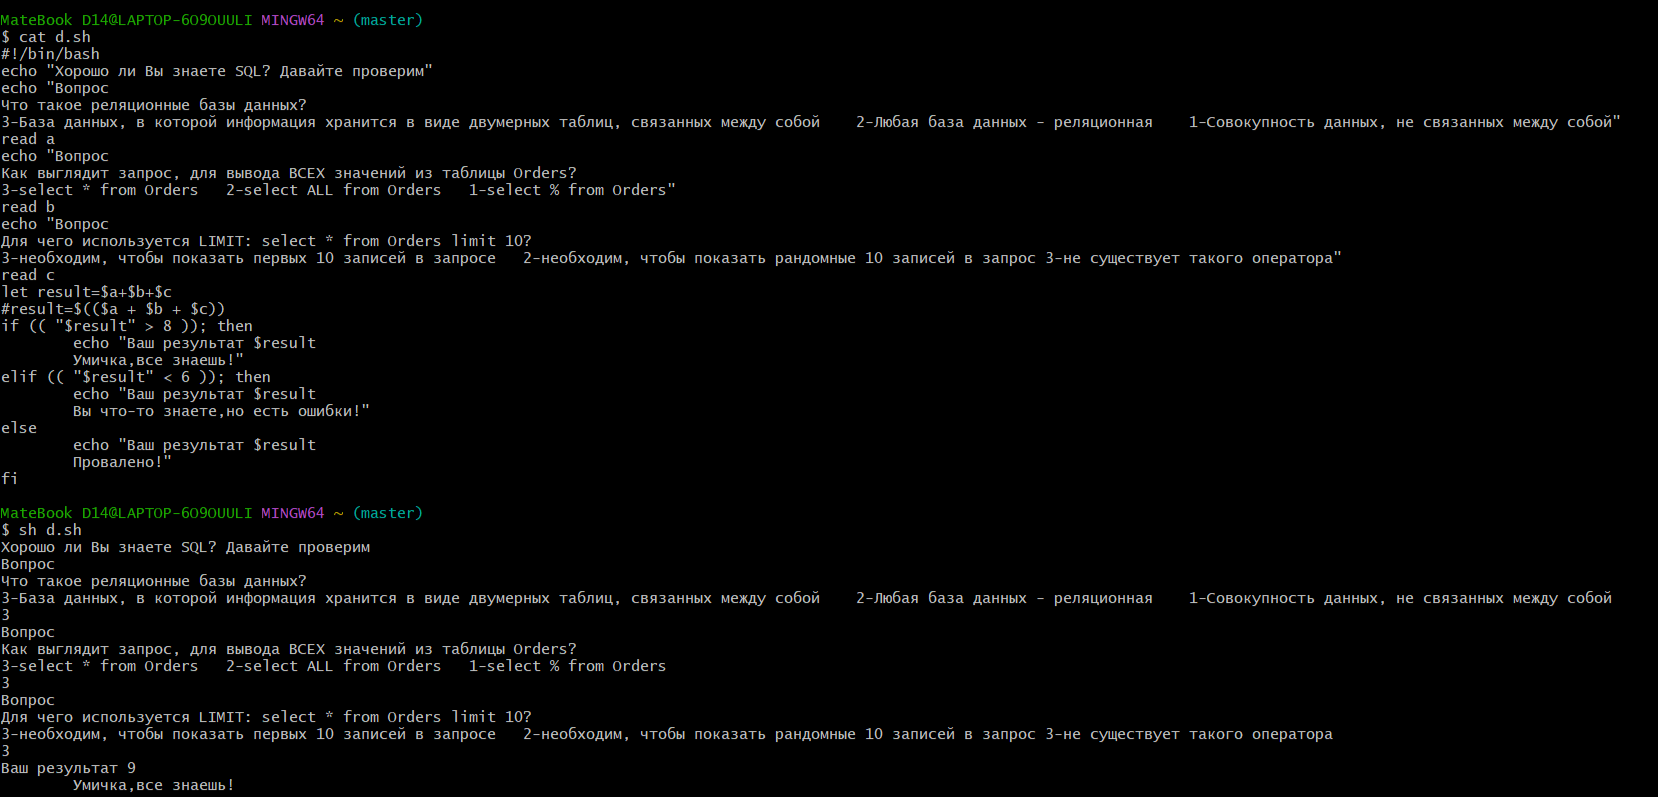 MateBook D14@LAPTOP-6O9OUULI MINGW64 ~ (master)
$ cat d.sh
#!/bin/bash
echo "Хорошо ли Вы знаете SQL? Давайте проверим"
echo "Вопрос
Что такое реляционные базы данных?
3-База данных, в которой информация хранится в виде двумерных таблиц, связанных между собой    2-Любая база данных - реляционная    1-Совокупность данных, не связанных между собой"
read a
echo "Вопрос
Как выглядит запрос, для вывода ВСЕХ значений из таблицы Orders?
3-select * from Orders   2-select ALL from Orders   1-select % from Orders"
read b
echo "Вопрос
Для чего используется LIMIT: select * from Orders limit 10?
3-необходим, чтобы показать первых 10 записей в запросе   2-необходим, чтобы показать рандомные 10 записей в запрос 3-не существует такого оператора"
read c
let result=$a+$b+$c
#result=$(($a + $b + $c))
if (( "$result" > 8 )); then
        echo "Ваш результат $result
        Умичка,все знаешь!"
elif (( "$result" < 6 )); then
        echo "Ваш результат $result
        Вы что-то знаете,но есть ошибки!"
else
        echo "Ваш результат $result
        Провалено!"
fi
MateBook D14@LAPTOP-6O9OUULI MINGW64 ~ (master)
$ sh d.sh
Хорошо ли Вы знаете SQL? Давайте проверим
Вопрос
Что такое реляционные базы данных?
3-База данных, в которой информация хранится в виде двумерных таблиц, связанных между собой    2-Любая база данных - реляционная    1-Совокупность данных, не связанных между собой
3
Вопрос
Как выглядит запрос, для вывода ВСЕХ значений из таблицы Orders?
3-select * from Orders   2-select ALL from Orders   1-select % from Orders
3
Вопрос
Для чего используется LIMIT: select * from Orders limit 10?
3-необходим, чтобы показать первых 10 записей в запросе   2-необходим, чтобы показать рандомные 10 записей в запрос 3-не существует такого оператора
3
Ваш результат 9
        Умичка,все знаешь!